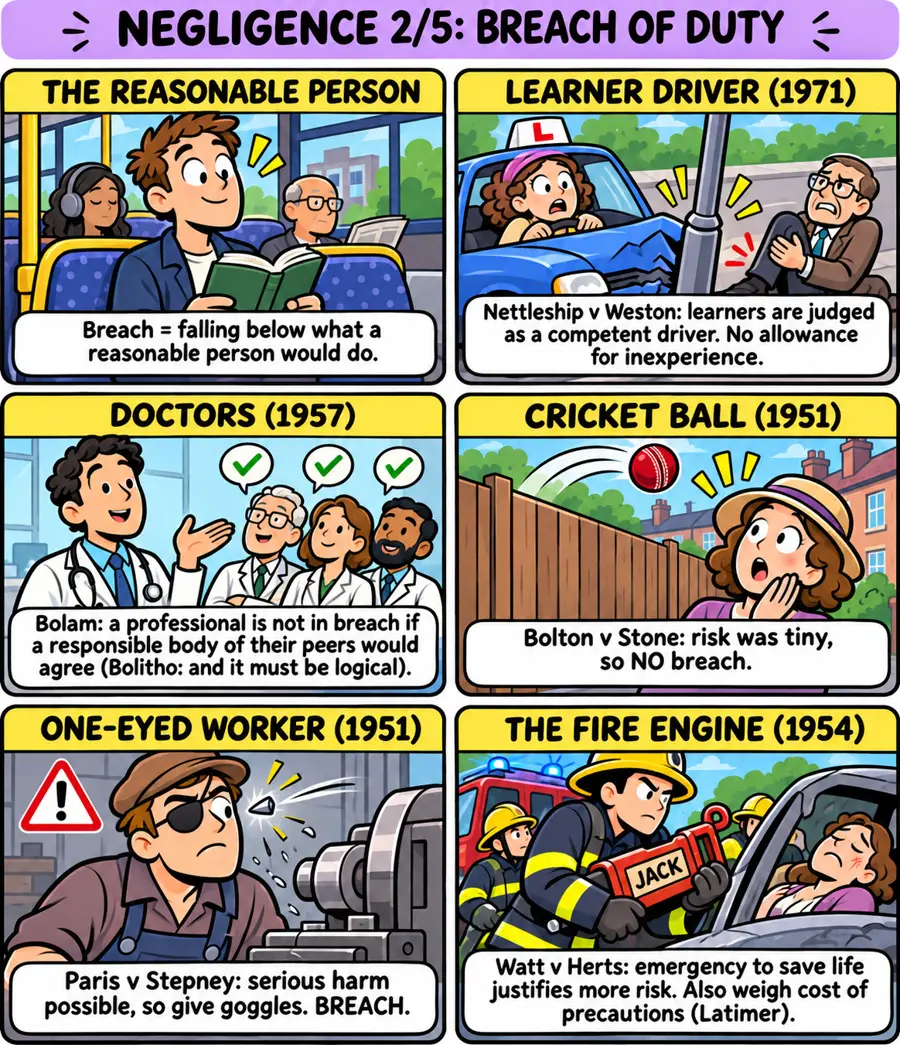 NEGLIGENCE 2/5: BREACH OF DUTY
THE REASONABLE PERSON
Breach = falling below what a
reasonable person would do.
LEARNER DRIVER (1971)
L
Nettleship v Weston: learners are judged
as a competent driver. No allowance
for inexperience.
DOCTORS (1957)
Bolam: a professional is not in breach if
a responsible body of their peers would
agree (Bolitho: and it must be logical).
CRICKET BALL (1951)
Bolton v Stone: risk was tiny,
so NO breach.
ONE-EYED WORKER (1951)
!
Paris v Stepney: serious harm
possible, so give goggles. BREACH.
THE FIRE ENGINE (1954)
JACK
Watt v Herts: emergency to save life
justifies more risk. Also weigh cost of
precautions (Latimer).